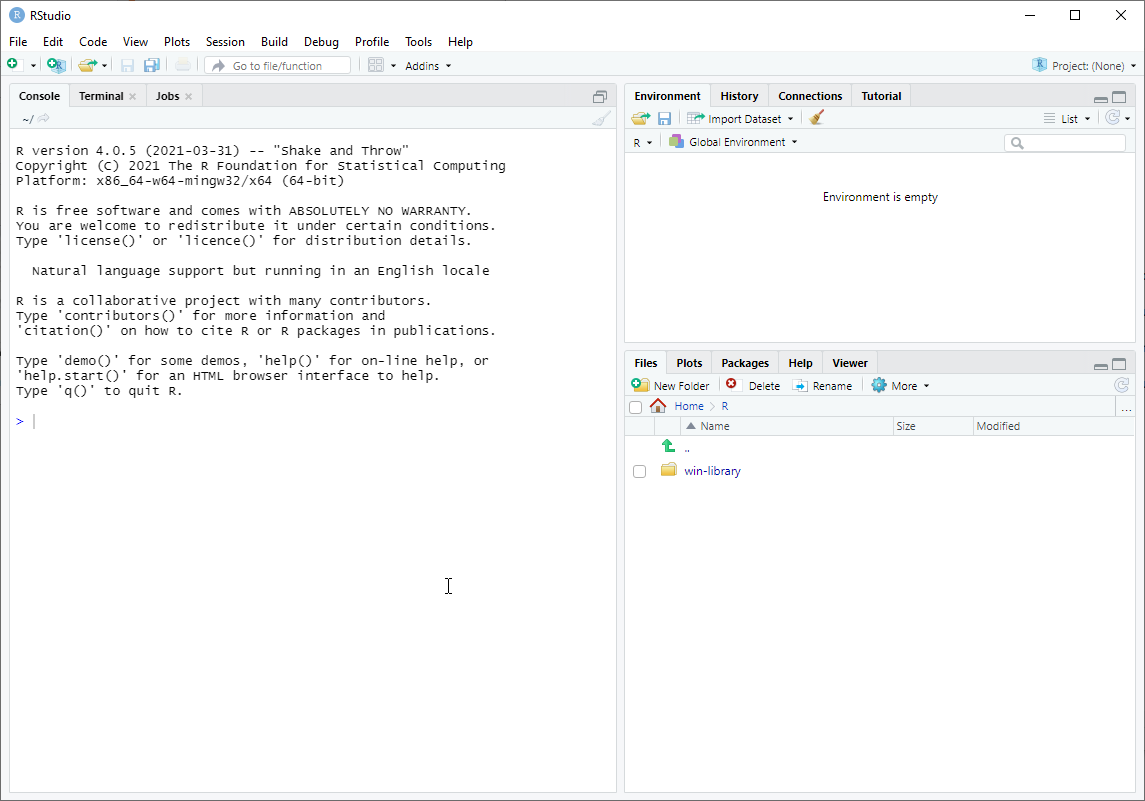 RStudio
File Edit Code View Plots Session Build Debug Profile Tools Help
Go to file/function Addins Project: (None)
Console Terminal Jobs
~/
R version 4.0.5 (2021-03-31) -- "Shake and Throw"
Copyright (C) 2021 The R Foundation for Statistical Computing
Platform: x86_64-w64-mingw32/x64 (64-bit)
R is free software and comes with ABSOLUTELY NO WARRANTY.
You are welcome to redistribute it under certain conditions.
Type 'license()' or 'licence()' for distribution details.
Natural language support but running in an English locale
R is a collaborative project with many contributors.
Type 'contributors()' for more information and
'citation()' on how to cite R or R packages in publications.
Type 'demo()' for some demos, 'help()' for on-line help, or
'help.start()' for an HTML browser interface to help.
Type 'q()' to quit R.
>
Environment History Connections Tutorial
Import Dataset List
R Global Environment
Environment is empty
Files Plots Packages Help Viewer
New Folder Delete Rename More
Home R ...
Name Size Modified
..
win-library